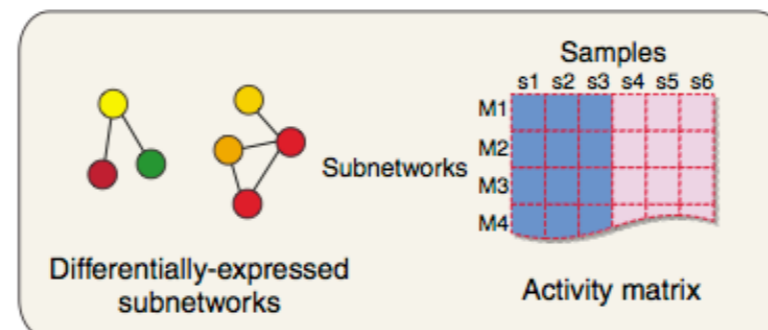 Samples
s1 s2 s3 s4 s5 s6
M1
M2
Subnetworks
M3
M4
Differentially-expressed
subnetworks
Activity matrix